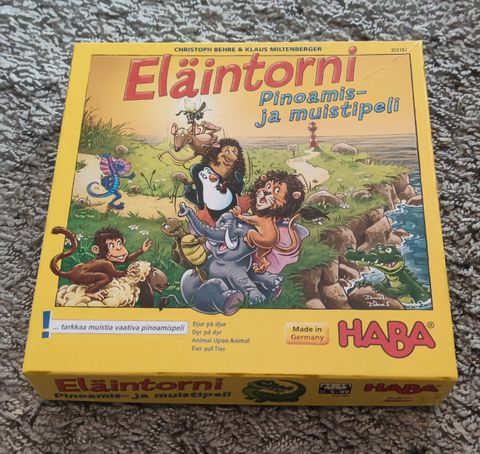 CHRISTOPH BEHRE & KLAUS MILTENBERGER
303782
Eläintorni
Pinoamis-
ja muistipeli
! ... tarkkaa muistia vaativa pinoamispeli
Djur på djur
Dyr på dyr
Animal Upon Animal
Tier auf Tier
Made in
Germany
HABA®
Eläintorni
Pinoamis- ja muistipeli
HABA